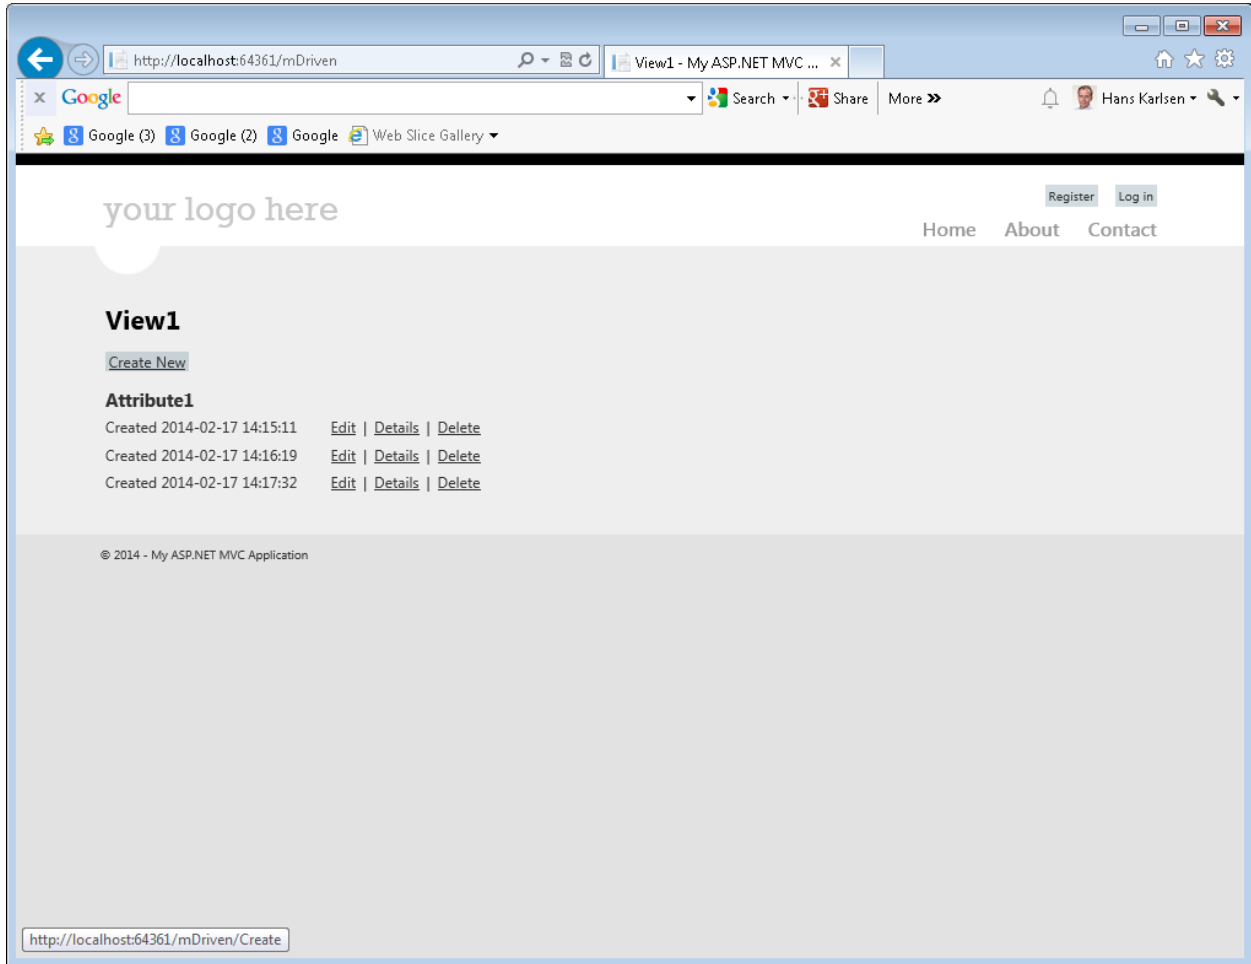 http://localhost:64361/mDriven
View1 - My ASP.NET MVC ...
x Google Search Share More » Hans Karlsen
Google (3) Google (2) Google Web Slice Gallery
your logo here
Register Log in
Home About Contact
View1
Create New
Attribute1
Created 2014-02-17 14:15:11 Edit | Details | Delete
Created 2014-02-17 14:16:19 Edit | Details | Delete
Created 2014-02-17 14:17:32 Edit | Details | Delete
© 2014 - My ASP.NET MVC Application
http://localhost:64361/mDriven/Create